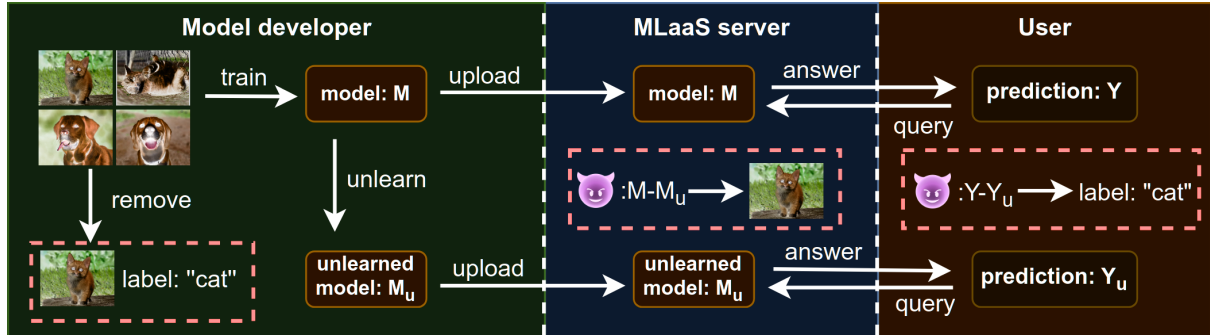 Model developer
MLaaS server
User
train
model: M
upload
model: M
answer
query
prediction: Y
remove
unlearn
:M-Mu
:Y-Yu
label: "cat"
label: "cat"
unlearned
model: Mu
upload
unlearned
model: Mu
answer
query
prediction: Yu